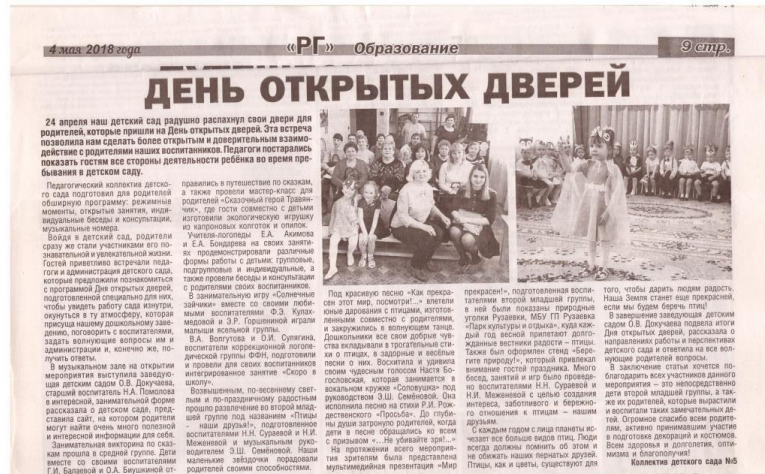 4 мая 2018 года
«РГ» Образование
9 стр.
ДЕНЬ ОТКРЫТЫХ ДВЕРЕЙ
24 апреля наш детский сад радушно распахнул свои двери для
родителей, которые пришли на День открытых дверей. Эта встреча
позволила нам сделать более открытым и доверительным взаимо-
действие с родителями наших воспитанников. Педагоги постарались
показать гостям все стороны деятельности ребёнка во время пре-
бывания в детском саду.
Педагогический коллектив детско-
го сада подготовил для родителей
обширную программу: режимные
моменты, открытые занятия, инди-
видуальные беседы и консультации,
музыкальные номера.
Войдя в детский сад, родители
сразу же стали участниками его по-
знавательной и увлекательной жизни.
Гостей приветливо встречали педа-
гоги и администрация детского сада,
которые предложили познакомиться
с программой Дня открытых дверей,
подготовленной специально для них,
чтобы увидеть работу сада изнутри,
окунуться в ту атмосферу, которая
присуща нашему дошкольному заве-
дению, поговорить с воспитателями,
задать волнующие вопросы им и
администрации и, конечно же, по-
лучить ответы.
В музыкальном зале на открытии
мероприятия выступила заведую-
щая детским садом О.В. Докучаева,
старший воспитатель Н.А. Помолова
в интересной, занимательной форме
рассказала о детском саде, предста-
вила сайт, на котором родители
могут найти очень много полезной
и интересной информации для себя.
Занимательная викторина по сказ-
кам прошла в средней группе. Дети
вместе со своими воспитателями
Г.И. Балаевой и О.А. Бирюкиной от-
правились в путешествие по сказкам,
а также провели мастер-класс для
родителей «Сказочный герой Травян-
чик», где гости совместно с детьми
изготовили экологическую игрушку
из капроновых колготок и опилок.
Учителя-логопеды Е.А. Акимова
и Е.А. Бондарева на своих заняти-
ях продемонстрировали различные
формы работы с детьми: групповые,
подгрупповые и индивидуальные, а
также провели беседы и консультации
с родителями своих воспитанников.
В занимательную игру «Солнечные
зайчики» вместе со своими люби-
мыми воспитателями Ф.Э. Кулах-
медовой и Э.Р. Горшяниной играли
малыши ясельной группы.
В.А. Волгутова и О.И. Сулягина,
воспитатели коррекционной логопе-
дической группы ФФН, подготовили
и провели для своих воспитанников
интегрированное занятие «Скоро в
школу».
Возвышенным, по-весеннему свет-
лым и по-праздничному радостным
прошло развлечение во второй млад-
шей группе под названием «Птицы
– наши друзья», подготовленное
воспитателями Н.Н. Сураевой и Н.И.
Меженевой и музыкальным руково-
дителем Э.Ш. Семёновой. Наши
маленькие звёздочки порадовали
родителей своими способностями.
Под красивую песню «Как прекра-
сен этот мир, посмотри!...» влетели
юные дарования с птицами, изготов-
ленными совместно с родителями,
и закружились в волнующем танце.
Дошкольники все свои добрые чувства
вкладывали в трогательные сти-
хи о птицах, в задорные и весёлые
песни о них. Восхитила и удивила
своим чудесным голосом Настя Бо-
гословская, которая занимается в
вокальном кружке «Соловушка» под
руководством Э.Ш. Семёновой. Она
исполнила песню на стихи Р.И. Рож-
дественского «Просьба». До глуби-
ны души затронуло родителей, когда
дети в песне обращались ко всем
с призывом «...Не убивайте зря!...»
На протяжении всего мероприя-
тия зрителям была представлена
мультимедийная презентация «Мир
прекрасен!», подготовленная воспита-
телями второй младшей группы,
в ней были показаны природные
уголки Рузаевки, МБУ ГП Рузаевка
«Парк культуры и отдыха», куда каж-
дый год весной прилетают долго-
жданные вестники радости – птицы.
Также был оформлен стенд «Бере-
гите природу!», который привлекал
внимание гостей праздника. Много
бесед, занятий и игр было проведе-
но воспитателями Н.Н. Сураевой и
Н.И. Меженевой с целью создания
интереса, заботливого и береж-
ного отношения к птицам – нашим
друзьям.
С каждым годом с лица планеты ис-
чезает все больше видов птиц. Люди
всегда должны помнить об этом и
не обижать наших пернатых друзей.
Птицы, как и цветы, существуют для
того, чтобы дарить людям радость.
Наша Земля станет еще прекрасней,
если мы будем беречь птиц!
В завершение заведующая детским
садом О.В. Докучаева подвела итоги
Дня открытых дверей, рассказала о
направлениях работы и перспективах
детского сада и ответила на все вол-
нующие родителей вопросы.
В заключение статьи хочется по-
благодарить всех участников данного
мероприятия – это непосредственно
дети второй младшей группы, а так-
же их родителей, которые вырастили
и воспитали таких замечательных де-
тей. Огромное спасибо всем родите-
лям, активно принимавшим участие
в подготовке декораций и костюмов.
Всем здоровья и долголетия, опти-
мизма и благополучия!
Коллектив детского сада №5